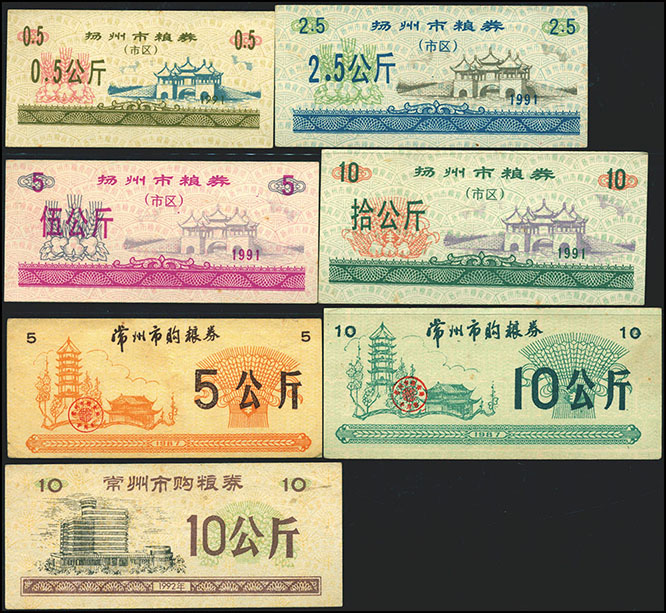 0.5 扬州市粮券 0.5
(市区)
0.5公斤
1991
2.5 扬州市粮券 2.5
(市区)
2.5公斤
1991
5 扬州市粮券 5
(市区)
伍公斤
1991
10 扬州市粮券 10
(市区)
拾公斤
1991
5 常州市购粮券 5
5公斤
1987
10 常州市购粮券 10
10公斤
1987
10 常州市购粮券 10
10公斤
1992年